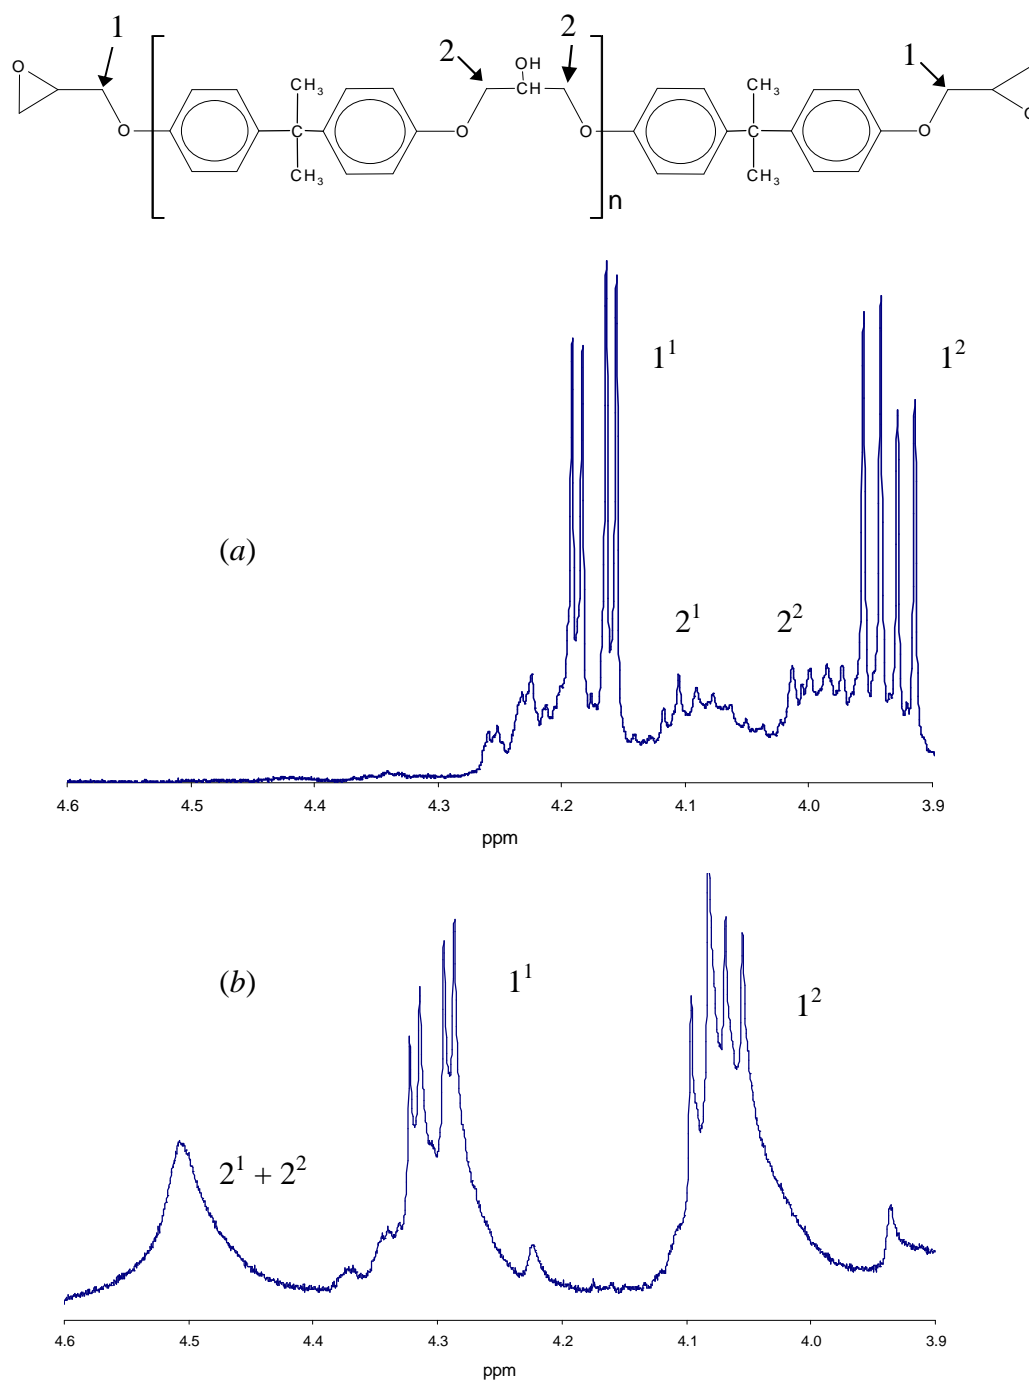 1 2 2 1
O OH O
CH₃ CH₃
C CH C
O O O O
CH₃ CH₃
n
1¹ 1²
(a)
2¹ 2²
4.6 4.5 4.4 4.3 4.2 4.1 4.0 3.9
ppm
(b) 1¹ 1²
2¹ + 2²
4.6 4.5 4.4 4.3 4.2 4.1 4.0 3.9
ppm